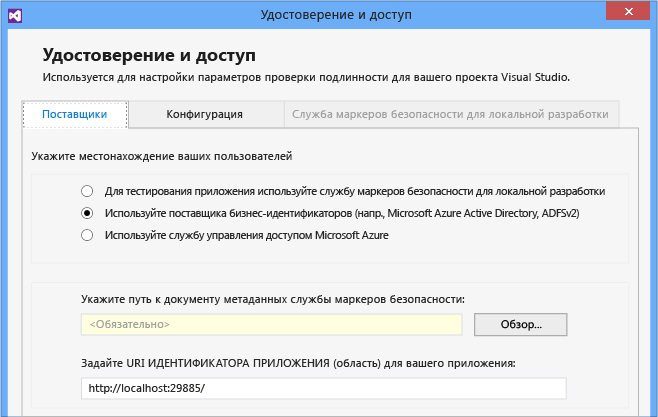 Удостоверение и доступ
Удостоверение и доступ
Используется для настройки параметров проверки подлинности для вашего проекта Visual Studio.
Поставщики
Конфигурация
Служба маркеров безопасности для локальной разработки
Укажите местонахождение ваших пользователей
Для тестирования приложения используйте службу маркеров безопасности для локальной разработки
Используйте поставщика бизнес-идентификаторов (напр., Microsoft Azure Active Directory, ADFSv2)
Используйте службу управления доступом Microsoft Azure
Укажите путь к документу метаданных службы маркеров безопасности:
<Обязательно>
Обзор...
Задайте URI ИДЕНТИФИКАТОРА ПРИЛОЖЕНИЯ (область) для вашего приложения:
http://localhost:29885/